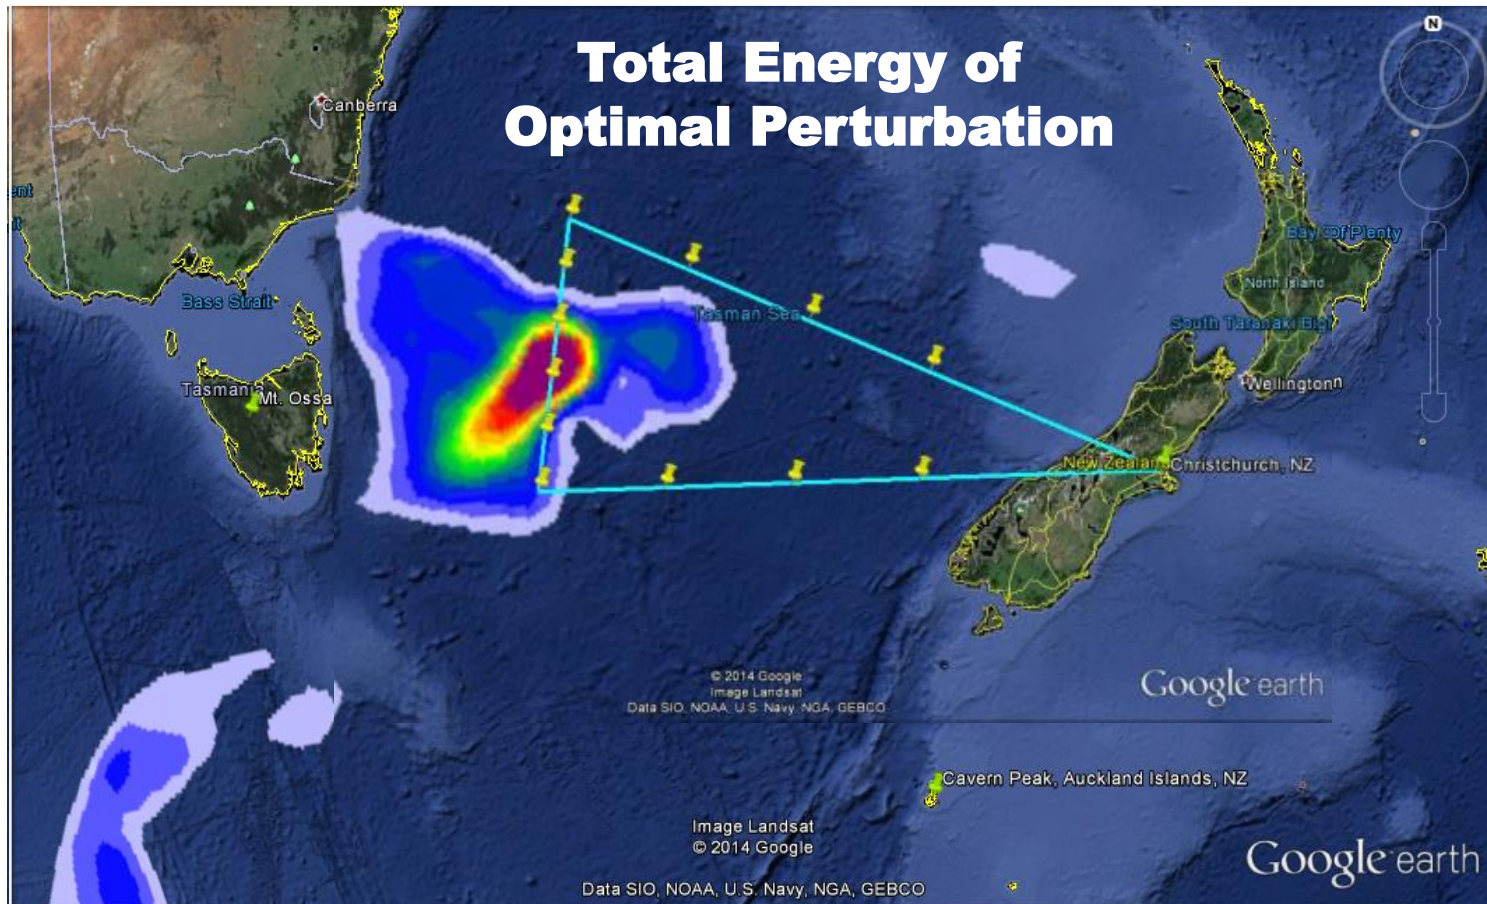 N
Total Energy of
Optimal Perturbation
Canberra
Bay Of Plenty
Bass Strait
North Island
Tasman Sea
South Taranaki Bigh
Tasmania
Mt. Ossa
Wellington
New Zealand
Christchurch, NZ
© 2014 Google
Image Landsat
Data SIO, NOAA, U.S. Navy, NGA, GEBCO
Google earth
Cavern Peak, Auckland Islands, NZ
Image Landsat
© 2014 Google
Data SIO, NOAA, U.S. Navy, NGA, GEBCO
Google earth